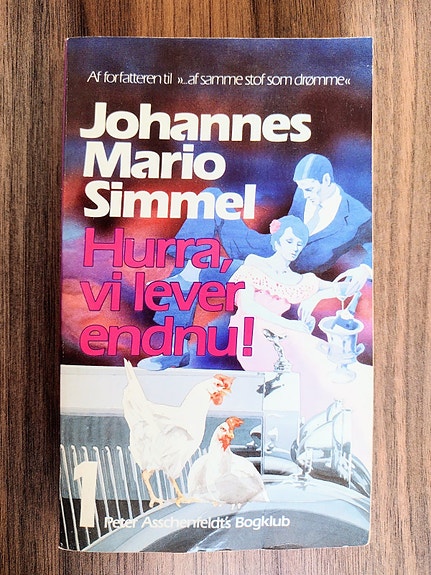 Af forfatteren til »...af samme stof som drømme«
Johannes
Mario
Simmel
Hurra,
vi lever
endnu!
1
Peter Asschenfeldt's Bogklub